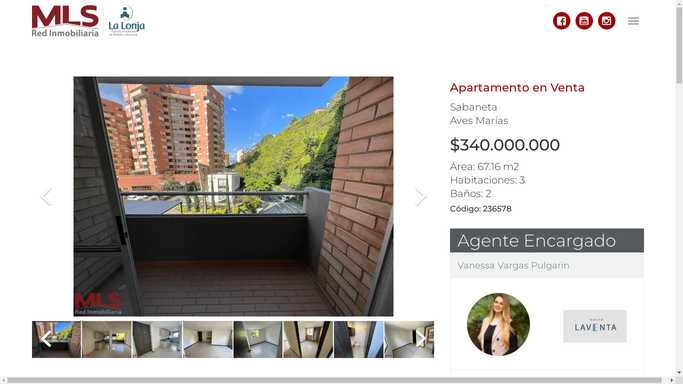 MLS
Red Inmobiliaria
La Lonja
Apartamento en Venta
Sabaneta
Aves Marías
$340.000.000
Área: 67.16 m2
Habitaciones: 3
Baños: 2
Código: 236578
MLS
Red Inmobiliaria
Agente Encargado
Vanessa Vargas Pulgarin
LAVENTA